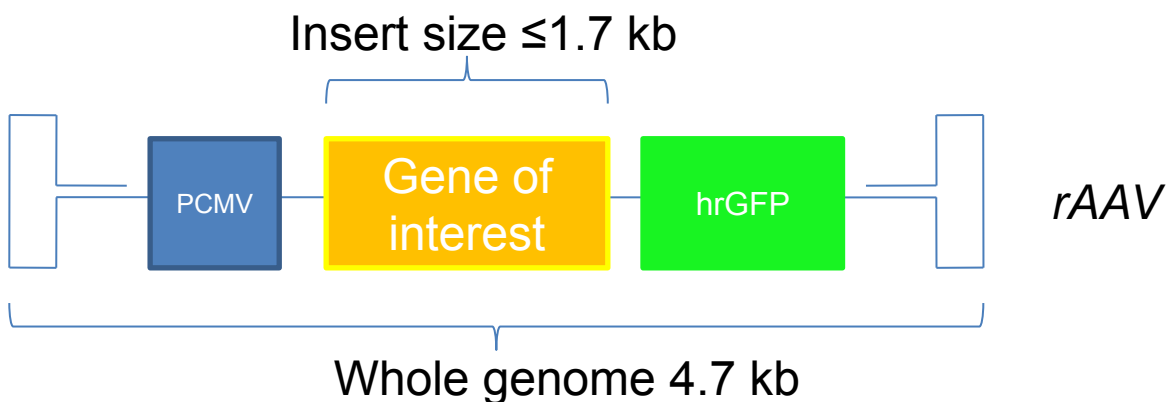 Insert size ≤1.7 kb
PCMV
Gene of
interest
hrGFP
rAAV
Whole genome 4.7 kb